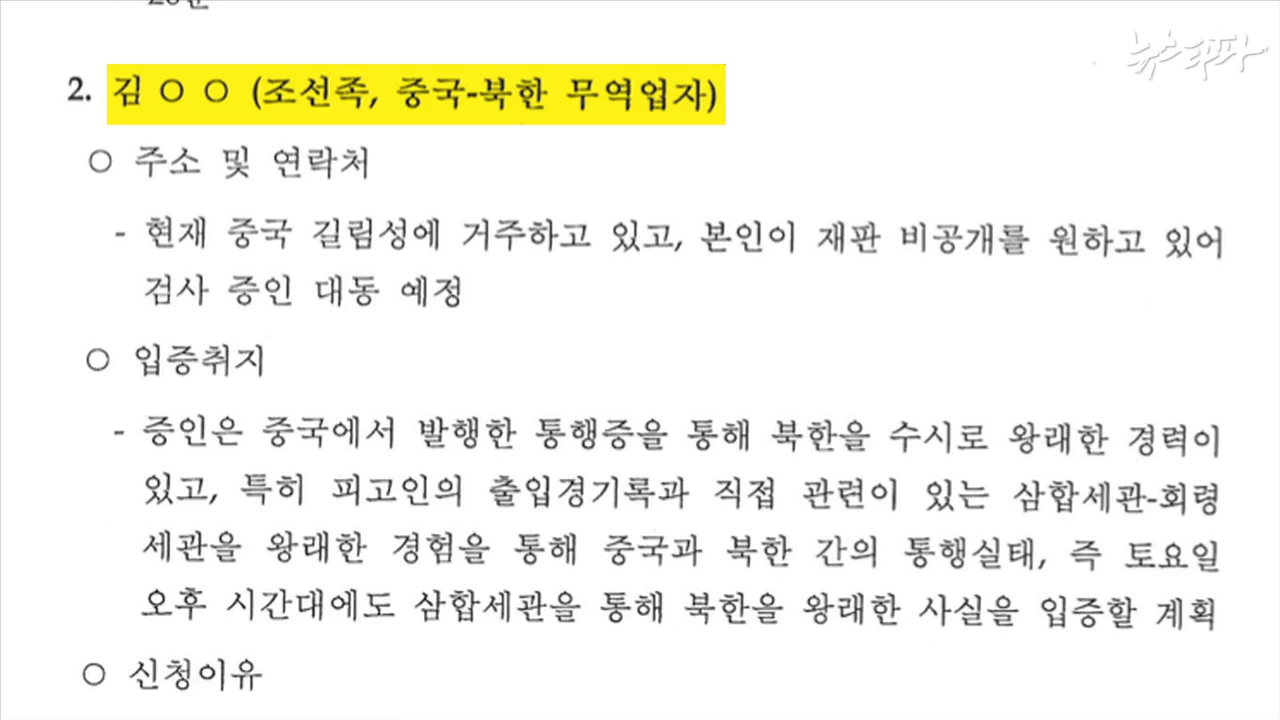 뉴스타파
2. 김 ○ ○ (조선족, 중국-북한 무역업자)
○ 주소 및 연락처
- 현재 중국 길림성에 거주하고 있고, 본인이 재판 비공개를 원하고 있어
검사 증인 대동 예정
○ 입증취지
- 증인은 중국에서 발행한 통행증을 통해 북한을 수시로 왕래한 경력이
있고, 특히 피고인의 출입경기록과 직접 관련이 있는 삼합세관-회령
세관을 왕래한 경험을 통해 중국과 북한 간의 통행실태, 즉 토요일
오후 시간대에도 삼합세관을 통해 북한을 왕래한 사실을 입증할 계획
○ 신청이유